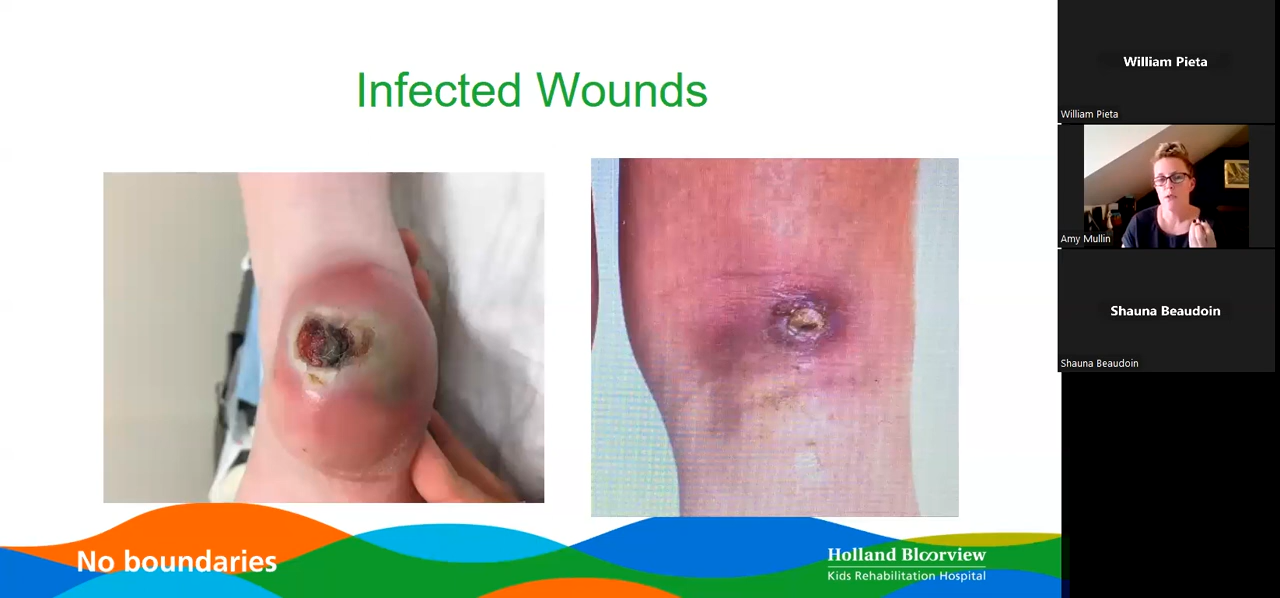 Infected Wounds
No boundaries
Holland Bloorview
Kids Rehabilitation Hospital
William Pieta
William Pieta
Amy Mullin
Shauna Beaudoin
Shauna Beaudoin